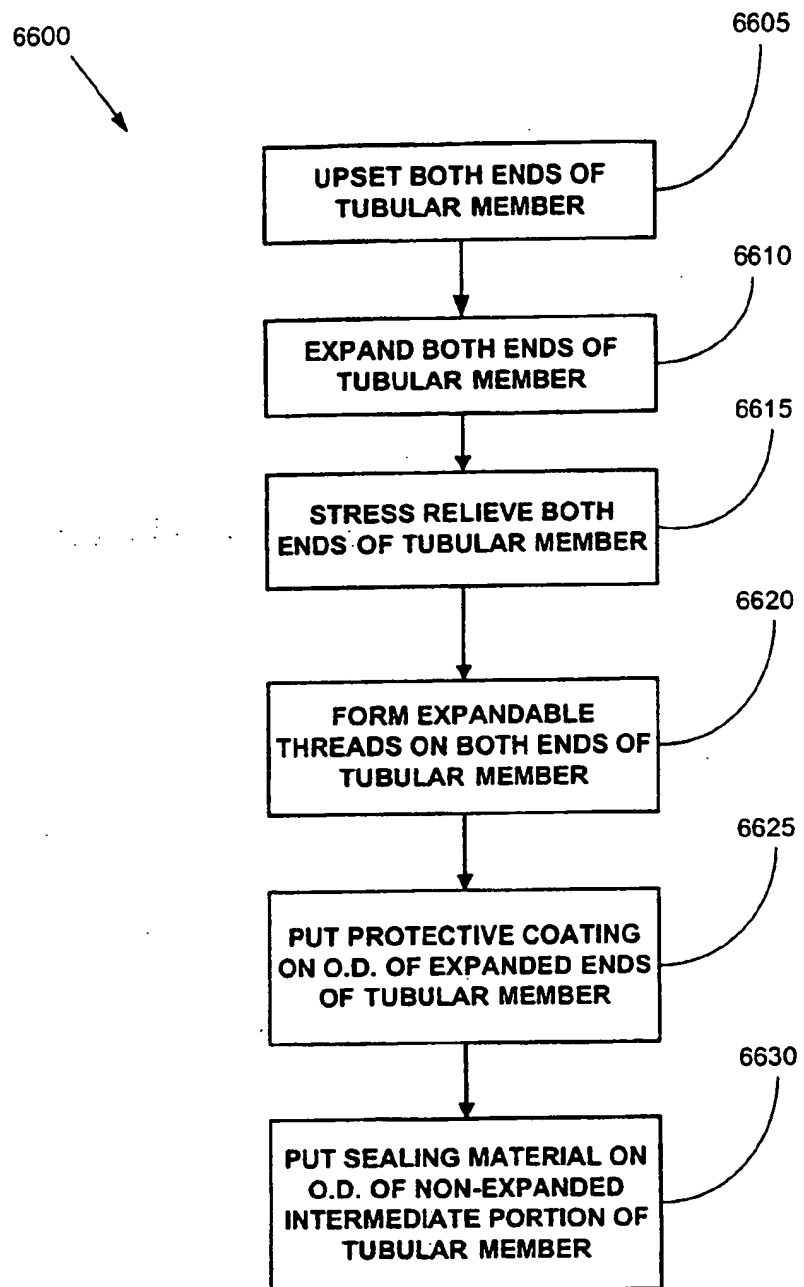 6600
6605
UPSET BOTH ENDS OF
TUBULAR MEMBER
6610
EXPAND BOTH ENDS OF
TUBULAR MEMBER
6615
STRESS RELIEVE BOTH
ENDS OF TUBULAR MEMBER
6620
FORM EXPANDABLE
THREADS ON BOTH ENDS OF
TUBULAR MEMBER
6625
PUT PROTECTIVE COATING
ON O.D. OF EXPANDED ENDS
OF TUBULAR MEMBER
6630
PUT SEALING MATERIAL ON
O.D. OF NON-EXPANDED
INTERMEDIATE PORTION OF
TUBULAR MEMBER